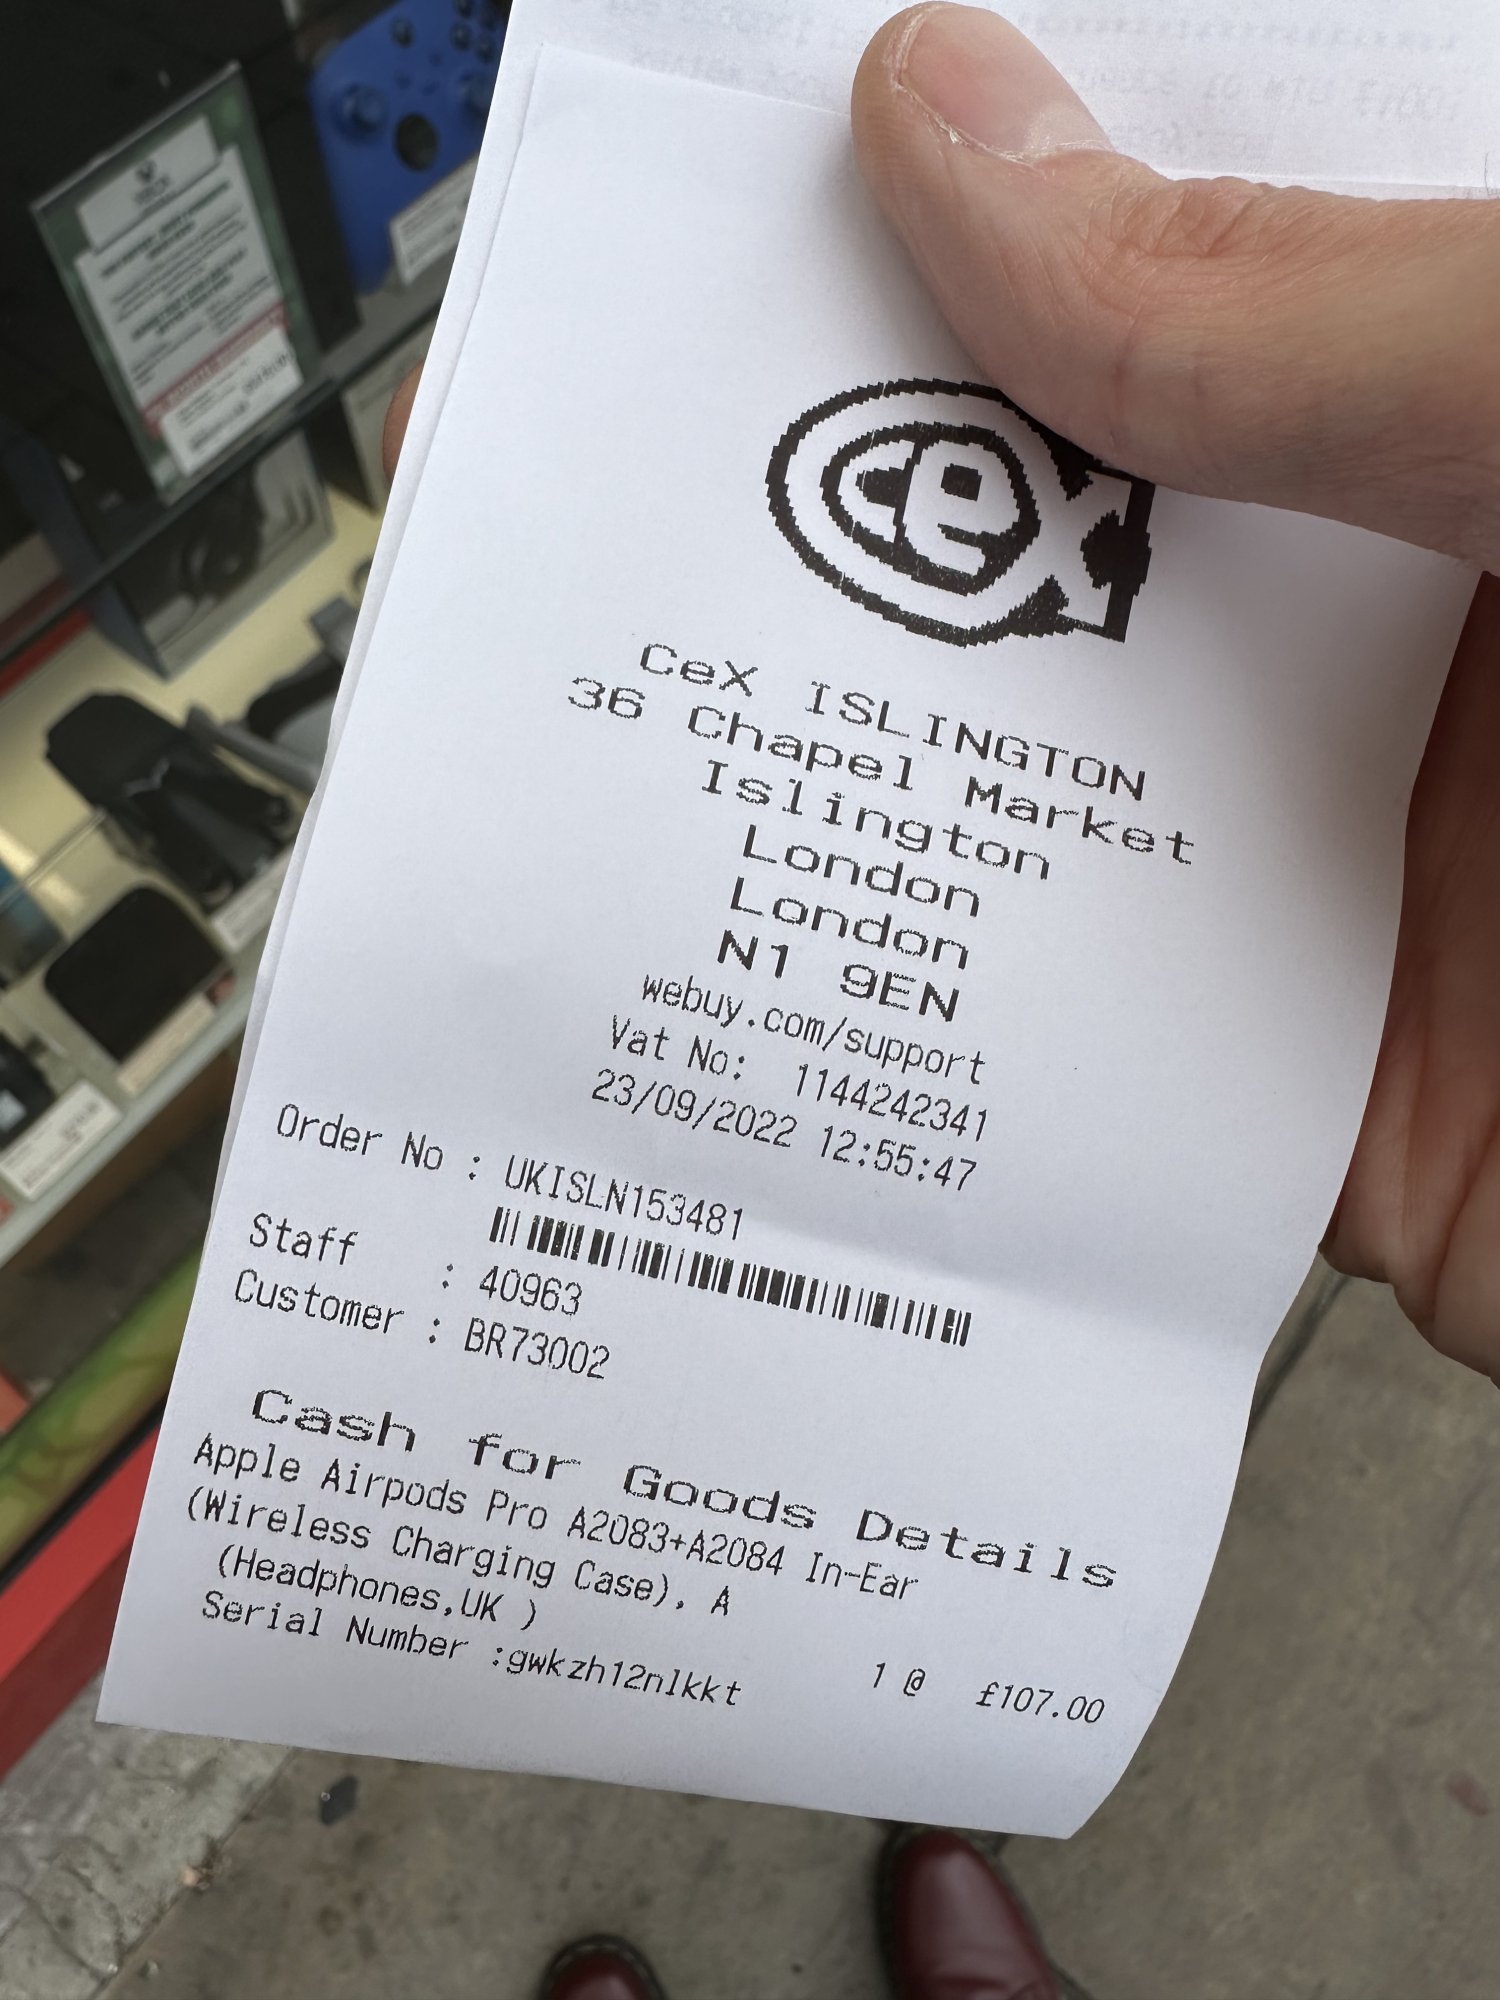 cex
CeX ISLINGTON
36 Chapel Market
Islington
London
London
N1 9EN
webuy.com/support
Vat No: 1144242341
23/09/2022 12:55:47
Order No : UKISLN153481
Staff : 40963
Customer : BR73002
Cash for Goods Details
Apple Airpods Pro A2083+A2084 In-Ear
(Wireless Charging Case), A
(Headphones,UK )
Serial Number :gwkzh12nlkkt
1 @ £107.00